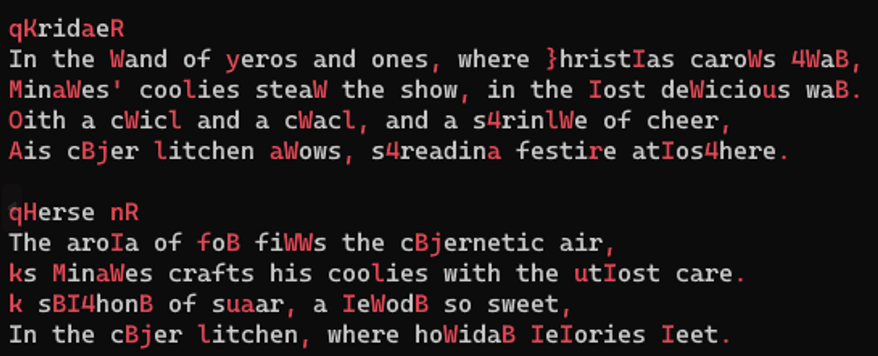 qKridaeR
In the Wand of yeros and ones, where }hristIas caroWs 4WaB,
MinaWes' coolies steaW the show, in the Iost deWicious waB.
Oith a cWicl and a cWacl, and a s4rinlWe of cheer,
Ais cBjer litchen aWows, s4readina festire atIos4here.

qHerse nR
The aroIa of foB fiWWs the cBjernetic air,
ks MinaWes crafts his coolies with the utIost care.
k sBI4honB of suaar, a IeWodB so sweet,
In the cBjer litchen, where hoWidaB IeIories Ieet.